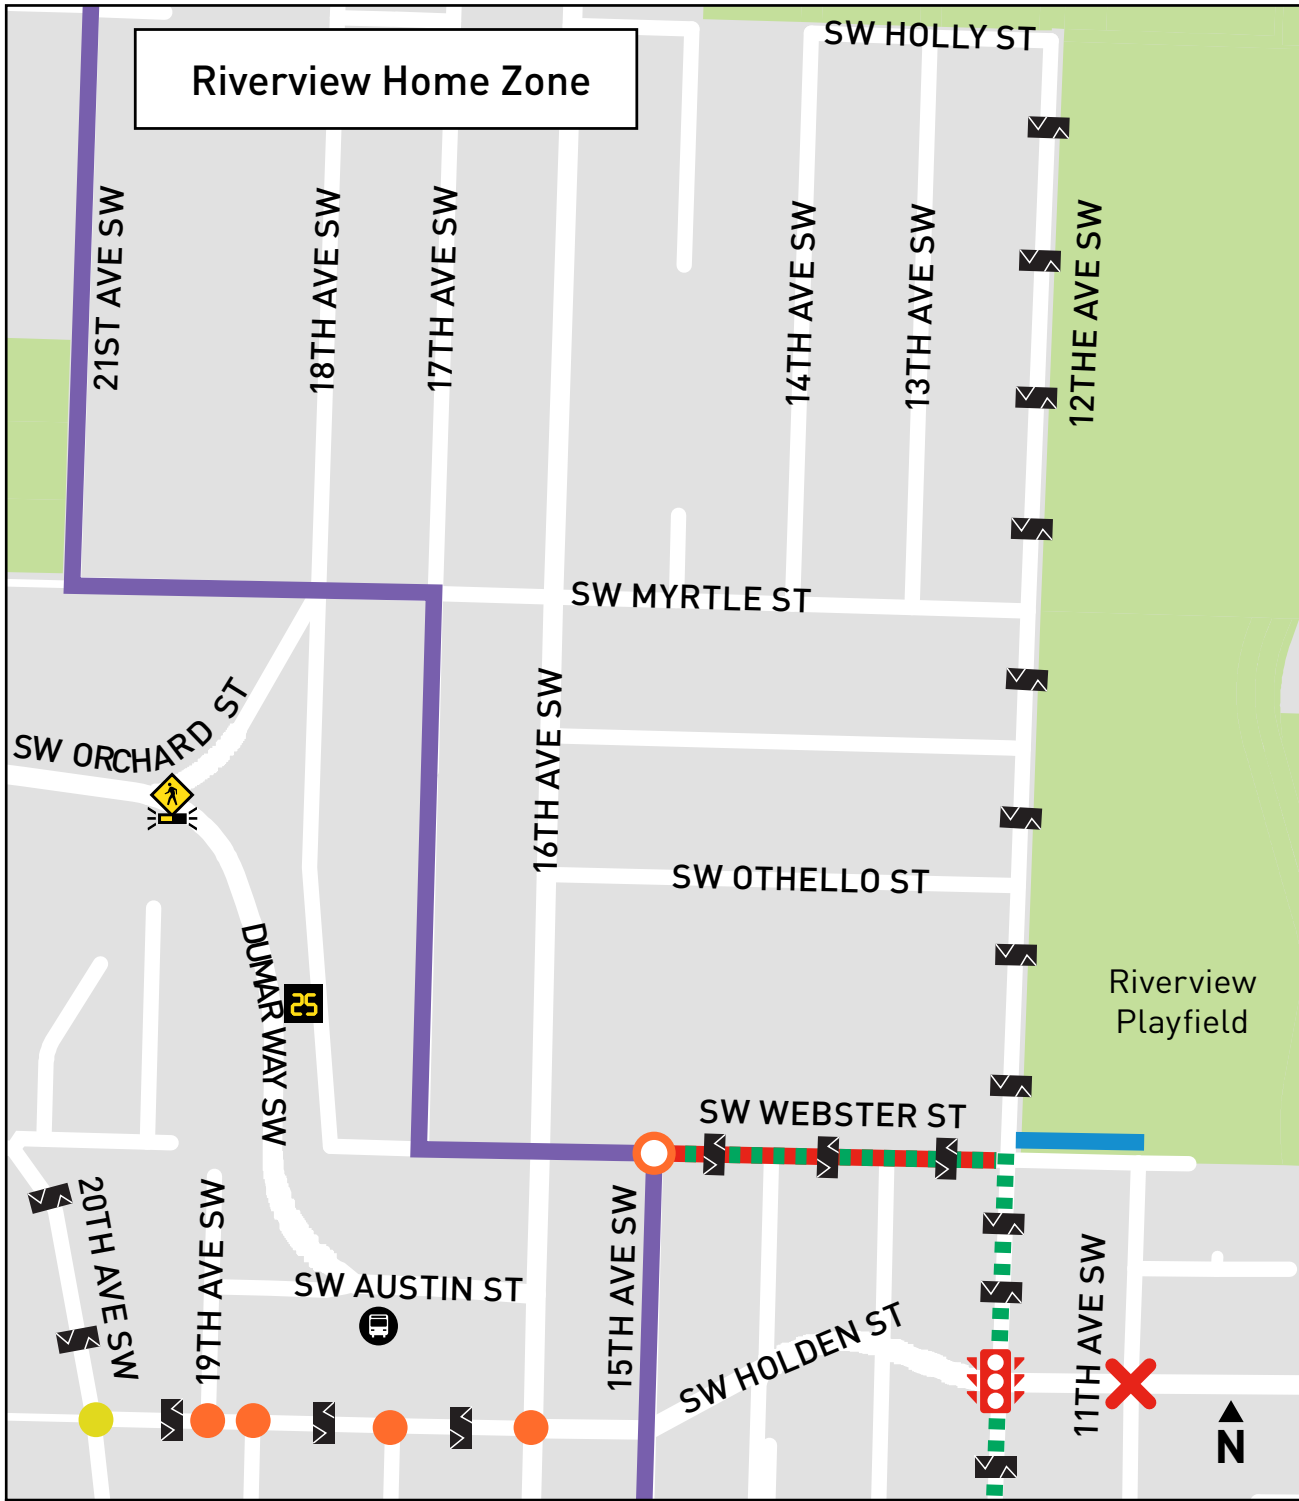 SW HOLLY ST
Riverview Home Zone
21ST AVE SW
18TH AVE SW
17TH AVE SW
14TH AVE SW
13TH AVE SW
12THE AVE SW
SW MYRTLE ST
SW ORCHARD ST
16TH AVE SW
SW OTHELLO ST
DUMAR WAY SW
25
Riverview
Playfield
SW WEBSTER ST
20TH AVE SW
19TH AVE SW
SW AUSTIN ST
15TH AVE SW
SW HOLDEN ST
11TH AVE SW
N